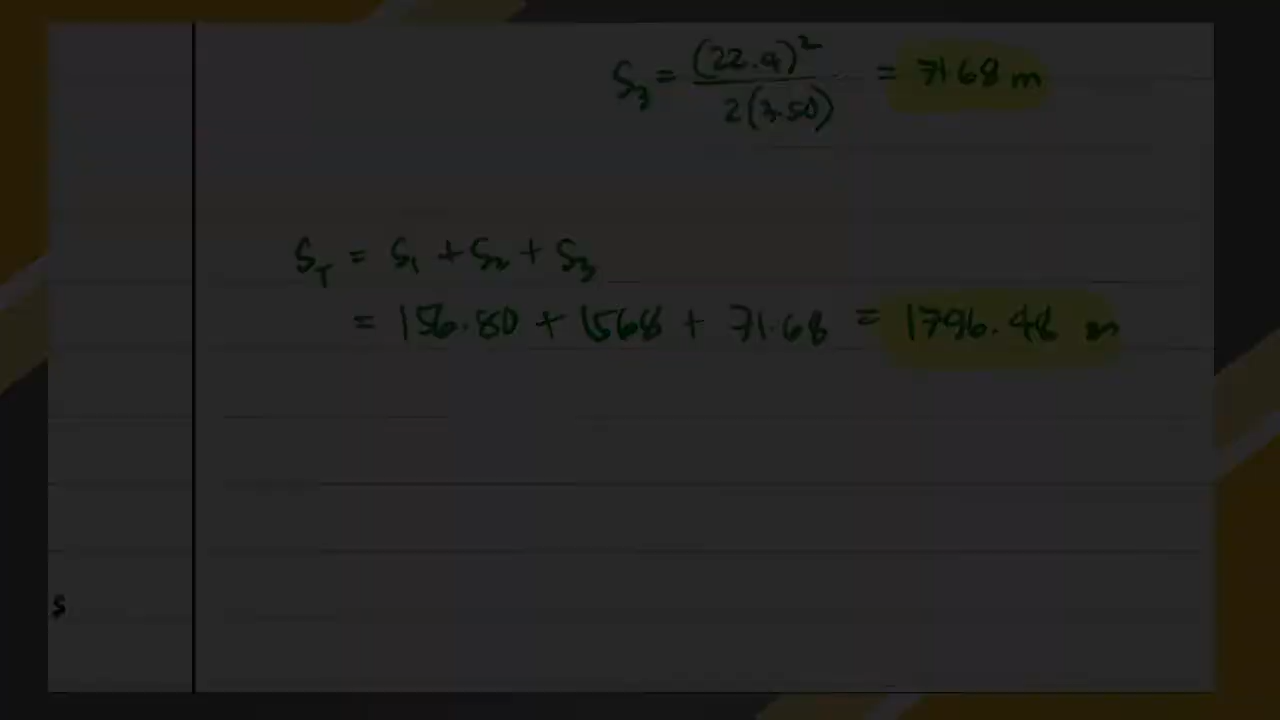 S₃ = (22.4)² / 2(3.50) = 71.68 m
S_T = S₁ + S₂ + S₃
= 156.80 + 1568 + 71.68 = 1796.48 m
s